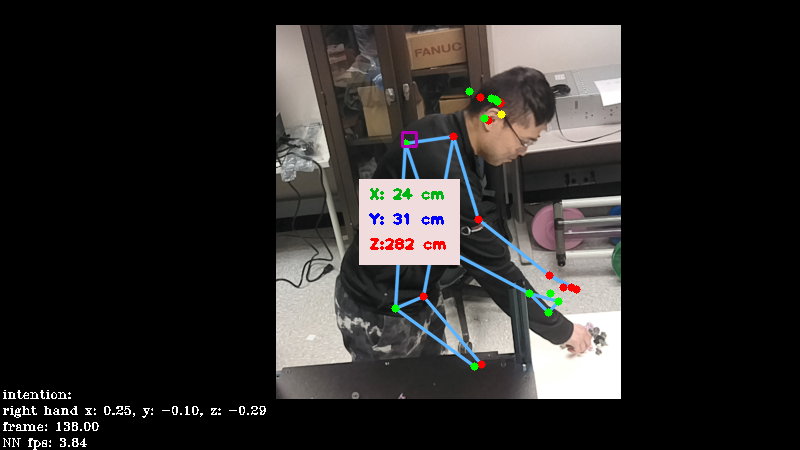 FANUC
X: 24 cm
Y: 31 cm
Z:282 cm
intention:
right hand x: 0.25, y: −0.10, z: −0.29
frame: 138.00
NN fps: 3.84